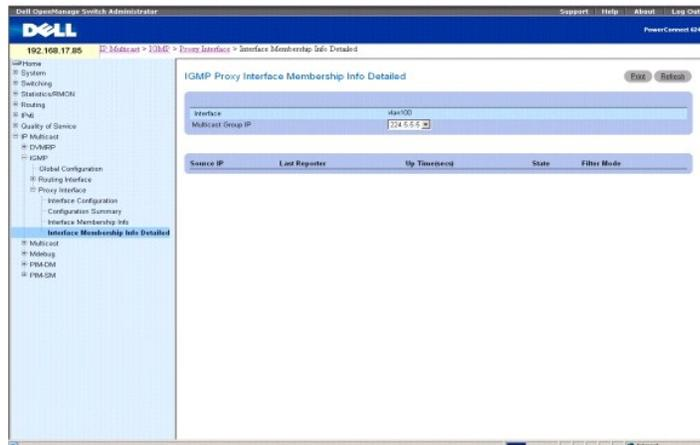 Dell OpenManage Switch Administrator
Support Help About Log Out
DELL
PowerConnect 624
192.168.17.85
IP Multicast > IGMP > Proxy Interface > Interface Membership Info Detailed
Home
System
Switching
Statistics/RMON
Routing
IPv6
Quality of Service
IP Multicast
DVMRP
IGMP
Global Configuration
Routing Interface
Proxy Interface
Interface Configuration
Configuration Summary
Interface Membership Info
Interface Membership Info Detailed
Multicast
Mdebug
PIM-DM
PIM-SM
IGMP Proxy Interface Membership Info Detailed
Print Refresh
Interface vlan100
Multicast Group IP 224.5.5.5
Source IP Last Reporter Up Time(secs) State Filter Mode